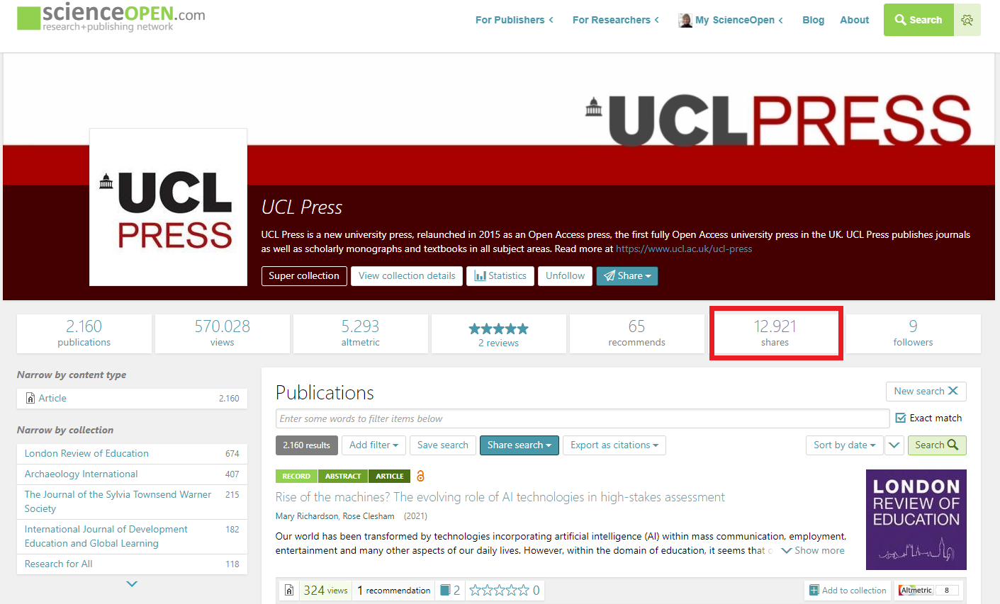 scienceOPEN.com
research+publishing network
For Publishers
For Researchers
My ScienceOpen
Blog
About
Search
UCLPRESS
UCL
PRESS
UCL Press
UCL Press is a new university press, relaunched in 2015 as an Open Access press, the first fully Open Access university press in the UK. UCL Press publishes journals
as well as scholarly monographs and textbooks in all subject areas. Read more at https://www.ucl.ac.uk/ucl-press
Super collection
View collection details
Statistics
Unfollow
Share
2.160
publications
570.028
views
5.293
altmetric
2 reviews
65
recommends
12.921
shares
9
followers
Narrow by content type
Article 2.160
Narrow by collection
London Review of Education 674
Archaeology International 407
The Journal of the Sylvia Townsend Warner 215
Society
International Journal of Development 182
Education and Global Learning
Research for All 118
Publications
New search
Enter some words to filter items below
Exact match
2.160 results
Add filter
Save search
Share search
Export as citations
Sort by date
Search
RECORD ABSTRACT ARTICLE
Rise of the machines? The evolving role of AI technologies in high-stakes assessment
Mary Richardson, Rose Clesham (2021)
Our world has been transformed by technologies incorporating artificial intelligence (AI) within mass communication, employment,
entertainment and many other aspects of our daily lives. However, within the domain of education, it seems that
Show more
LONDON
REVIEW OF
EDUCATION
324 views
1 recommendation
2
0
Add to collection
Altmetric 8